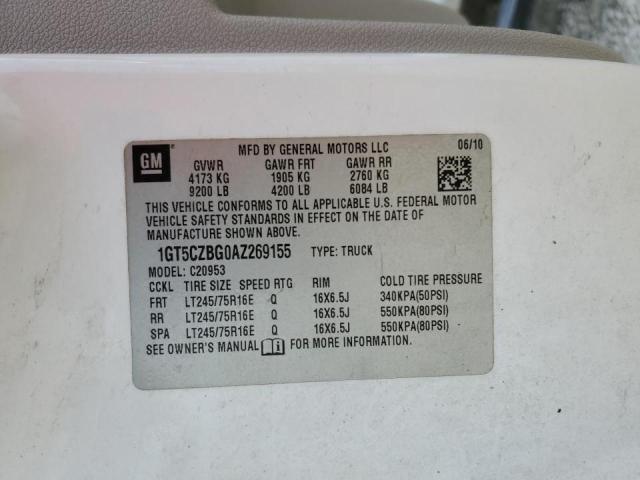 GM
MFD BY GENERAL MOTORS LLC 06/10
GVWR GAWR FRT GAWR RR
4173 KG 1905 KG 2760 KG
9200 LB 4200 LB 6084 LB
THIS VEHICLE CONFORMS TO ALL APPLICABLE U.S. FEDERAL MOTOR
VEHICLE SAFETY STANDARDS IN EFFECT ON THE DATE OF
MANUFACTURE SHOWN ABOVE.
1GT5CZBG0AZ269155 TYPE: TRUCK
MODEL: C20953
CCKL TIRE SIZE SPEED RTG RIM COLD TIRE PRESSURE
FRT LT245/75R16E Q 16X6.5J 340KPA(50PSI)
RR LT245/75R16E Q 16X6.5J 550KPA(80PSI)
SPA LT245/75R16E Q 16X6.5J 550KPA(80PSI)
SEE OWNER'S MANUAL FOR MORE INFORMATION.